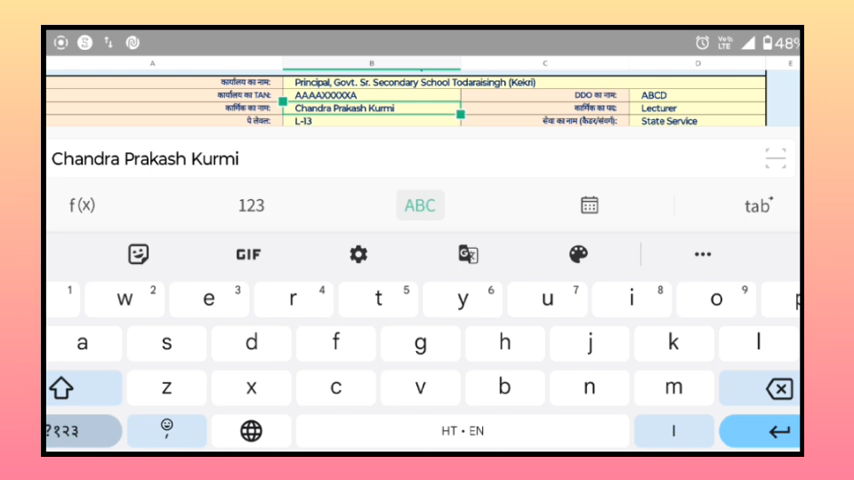 48%
A B C D E
कार्यालय का नाम: Principal, Govt. Sr. Secondary School Todaraisingh (Kekri)
कार्यालय का TAN: AAAAXXXXXA DDO का नाम: ABCD
कार्मिक का नाम: Chandra Prakash Kurmi कार्मिक का पद: Lecturer
पे लेवल: L-13 सेवा का नाम (कैडर/संवर्ग): State Service
Chandra Prakash Kurmi
f(x) 123 ABC tab
GIF
1 w 2 e 3 r 4 t 5 y 6 u 7 i 8 o 9 p
a s d f g h j k l
z x c v b n m
?१२३ , HT • EN |